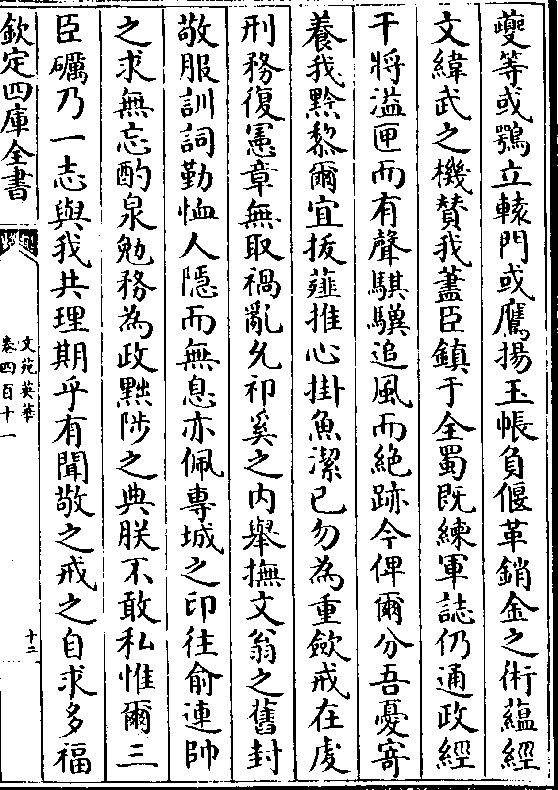 夔等或鶚立轅門或鷹揚玉帳負偃革銷金之術藴經
文緯武之機賛我藎臣鎮于全蜀既練軍誌仍通政經
干將溢匣而有聲騏驥追風而絶跡今俾爾分吾憂寄
養我黔黎爾宜拔薤推心掛魚潔已勿為重斂戒在處
刑務復憲章無取禍亂允祁奚之內舉撫文翁之舊封
敬服訓詞勤恤人隱而無息亦佩專城之印往俞連帥
之求無忘酌泉勉務為政黜陟之典朕不敢私惟爾三
臣礪乃一志與我共理期乎有聞敬之戒之自求多福
欽定四庫全書
文苑英華
卷四百十一
十二